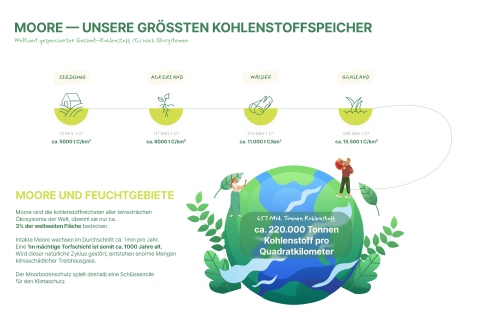 MOORE — UNSERE GRÖSSTEN KOHLENSTOFFSPEICHER
Weltweit gespeicherter Gesamt-Kohlenstoff (C) nach Ökosystemen
SIEDLUNG
ACKERLAND
WÄLDER
GRASLAND
ca. 5000 t C/km²
ca. 8000 t C/km²
ca. 11.000 t C/km²
ca. 15.500 t C/km²
MOORE UND FEUCHTGEBIETE
Moore sind die kohlenstoffreichsten aller terrestrischen
Ökosysteme der Welt, obwohl sie nur ca.
3% der weltweiten Fläche bedecken.
Intakte Moore wachsen im Durchschnitt ca. 1mm pro Jahr.
Eine 1m mächtige Torfschicht ist somit ca. 1000 Jahre alt.
Wird dieser natürliche Zyklus gestört, entstehen enorme Mengen
klimaschädlicher Treibhausgase.
Der Moorbodenschutz spielt deshalb eine Schlüsselrolle
für den Klimaschutz.
657 Mrd. Tonnen Kohlenstoff
ca. 220.000 Tonnen
Kohlenstoff pro
Quadratkilometer